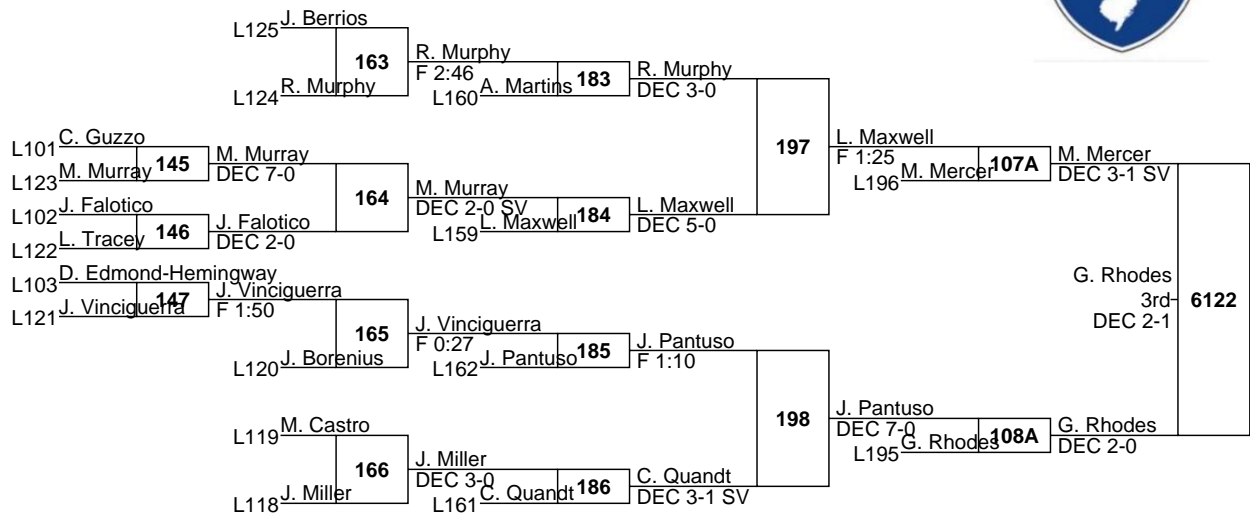 L125 J. Berrios
163
L124 R. Murphy
R. Murphy
F 2:46
L160 A. Martins
183
R. Murphy
DEC 3-0
L101 C. Guzzo
145
L123 M. Murray
M. Murray
DEC 7-0
L102 J. Falotico
146
L122 L. Tracey
J. Falotico
DEC 2-0
164
M. Murray
DEC 2-0 SV
L159 L. Maxwell
184
L. Maxwell
DEC 5-0
197
L. Maxwell
F 1:25
L196 M. Mercer
107A
M. Mercer
DEC 3-1 SV
L103 D. Edmond-Hemingway
147
L121 J. Vinciguerra
J. Vinciguerra
F 1:50
165
L120 J. Borenius
J. Vinciguerra
F 0:27
L162 J. Pantuso
185
J. Pantuso
F 1:10
L119 M. Castro
166
L118 J. Miller
J. Miller
DEC 3-0
L161 C. Quandt
186
C. Quandt
DEC 3-1 SV
198
J. Pantuso
DEC 7-0
L195 G. Rhodes
108A
G. Rhodes
DEC 2-0
G. Rhodes
3rd
DEC 2-1
6122